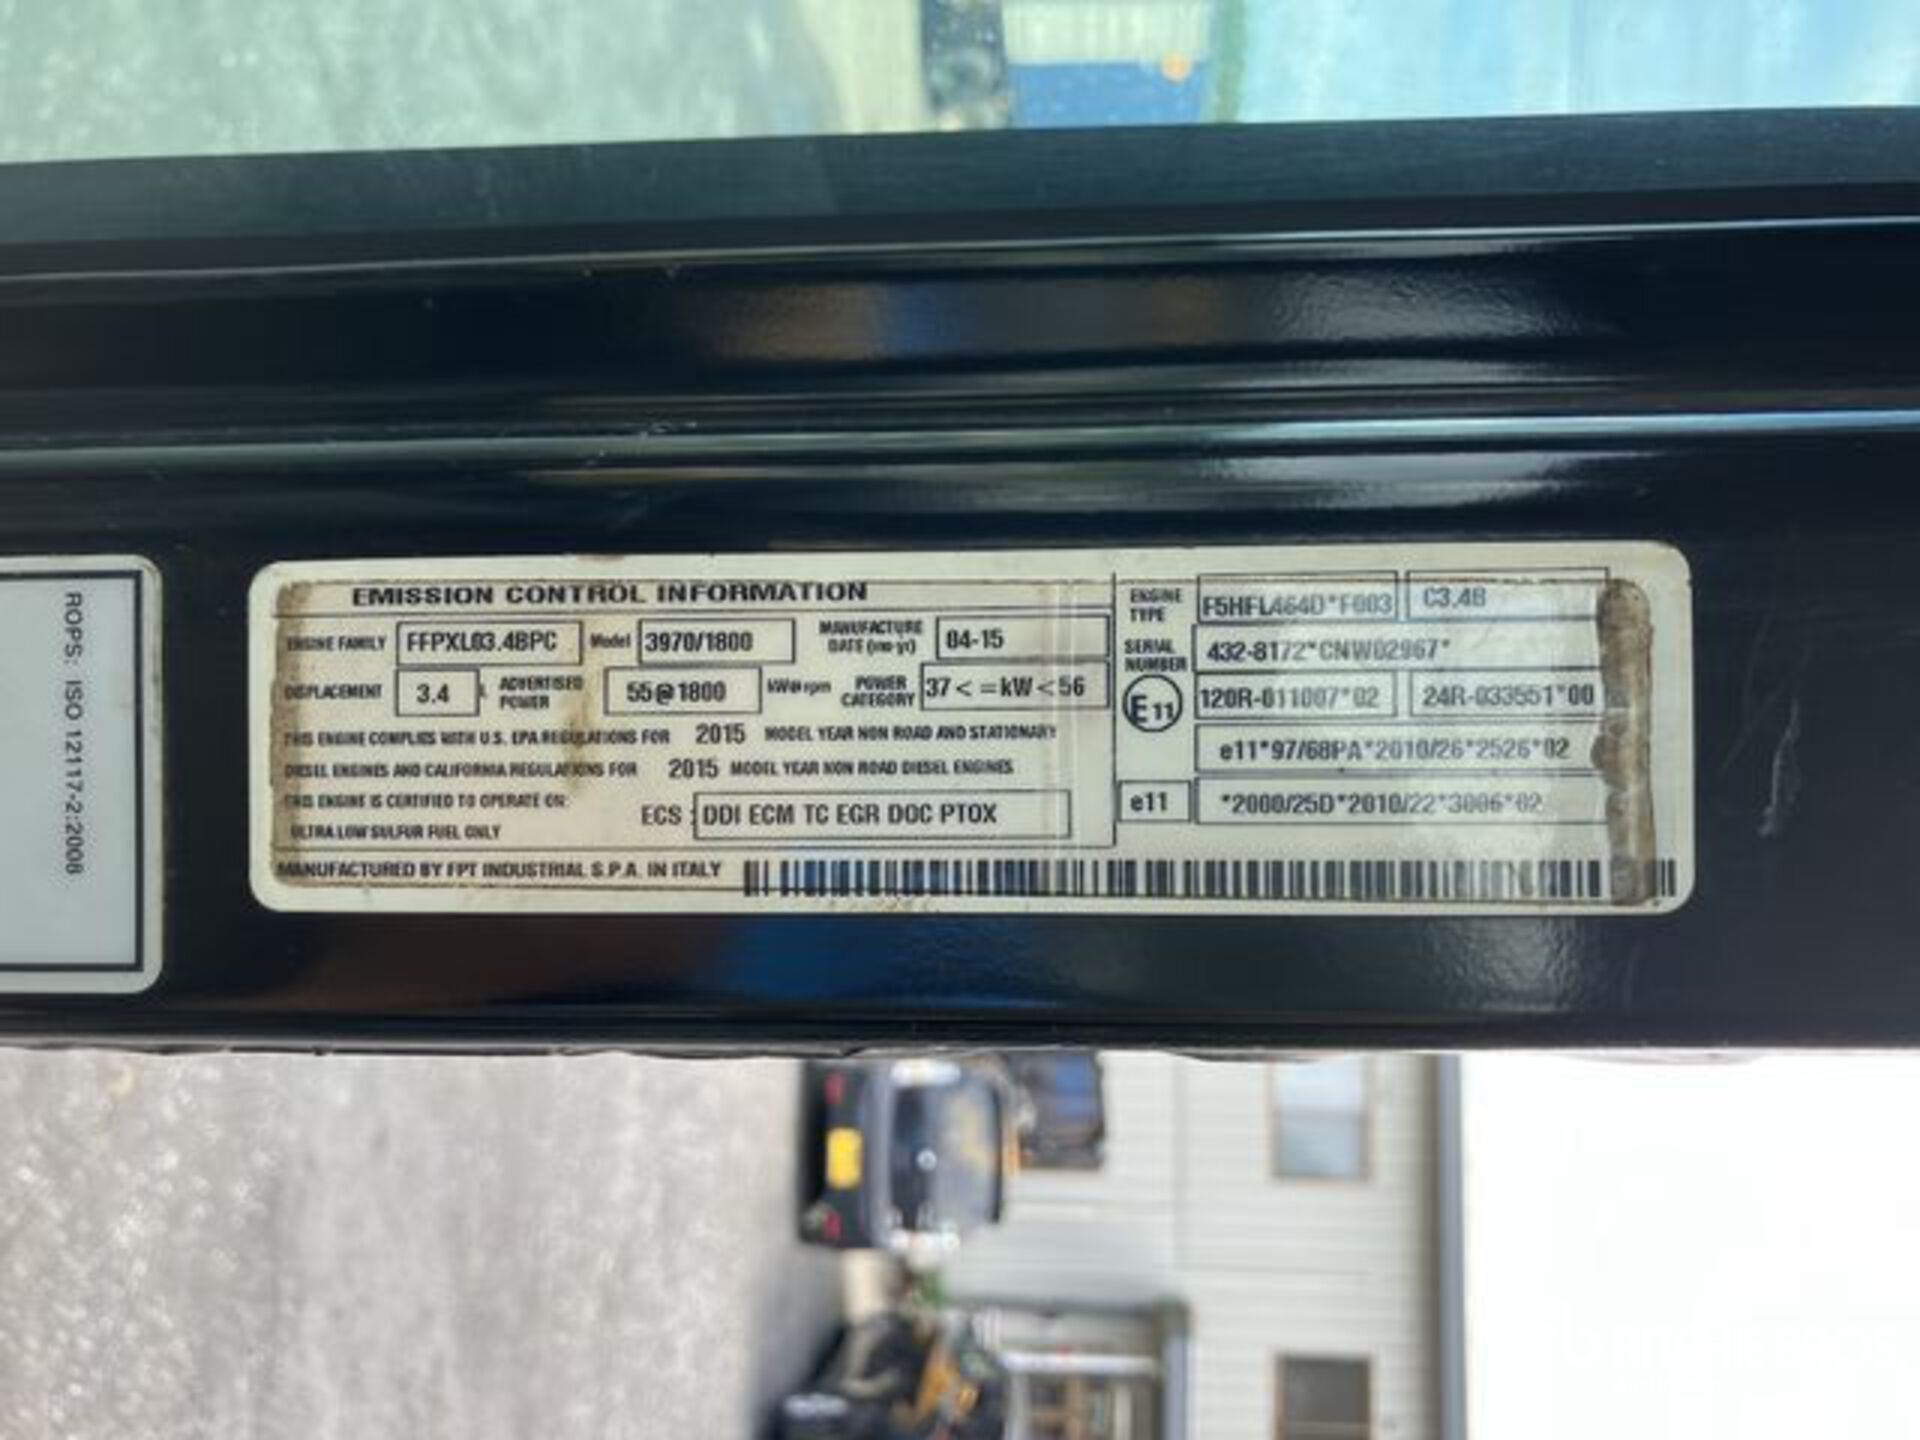 EMISSION CONTROL INFORMATION
ENGINE FAMILY FFPXL03.4BPC Model 3970/1800 MANUFACTURE DATE (mo-yr) 04-15
DISPLACEMENT 3.4 L ADVERTISED POWER 55@1800 kW@rpm POWER CATEGORY 37<=kW<56
THIS ENGINE COMPLIES WITH U.S. EPA REGULATIONS FOR 2015 MODEL YEAR NON ROAD AND STATIONARY
DIESEL ENGINES AND CALIFORNIA REGULATIONS FOR 2015 MODEL YEAR NON ROAD DIESEL ENGINES
THIS ENGINE IS CERTIFIED TO OPERATE ON:
ULTRA LOW SULFUR FUEL ONLY
ECS : DDI ECM TC EGR DOC PTOX
MANUFACTURED BY FPT INDUSTRIAL S.P.A. IN ITALY
ENGINE TYPE F5HFL464D*F003 C3.4B
SERIAL NUMBER 432-8172*CNW02967*
E11 120R-011007*02 24R-033551*00
e11*97/68PA*2010/26*2526*02
e11 *2000/25D*2010/22*3006*02
ROPS: ISO 12117-2:2008